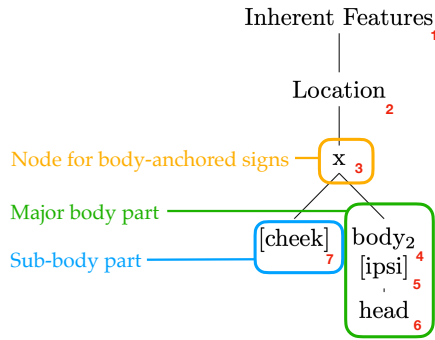 Inherent Features 1
Location 2
Node for body-anchored signs x 3
Major body part
[cheek] 7 body₂ 4
Sub-body part [ipsi] 5
head 6